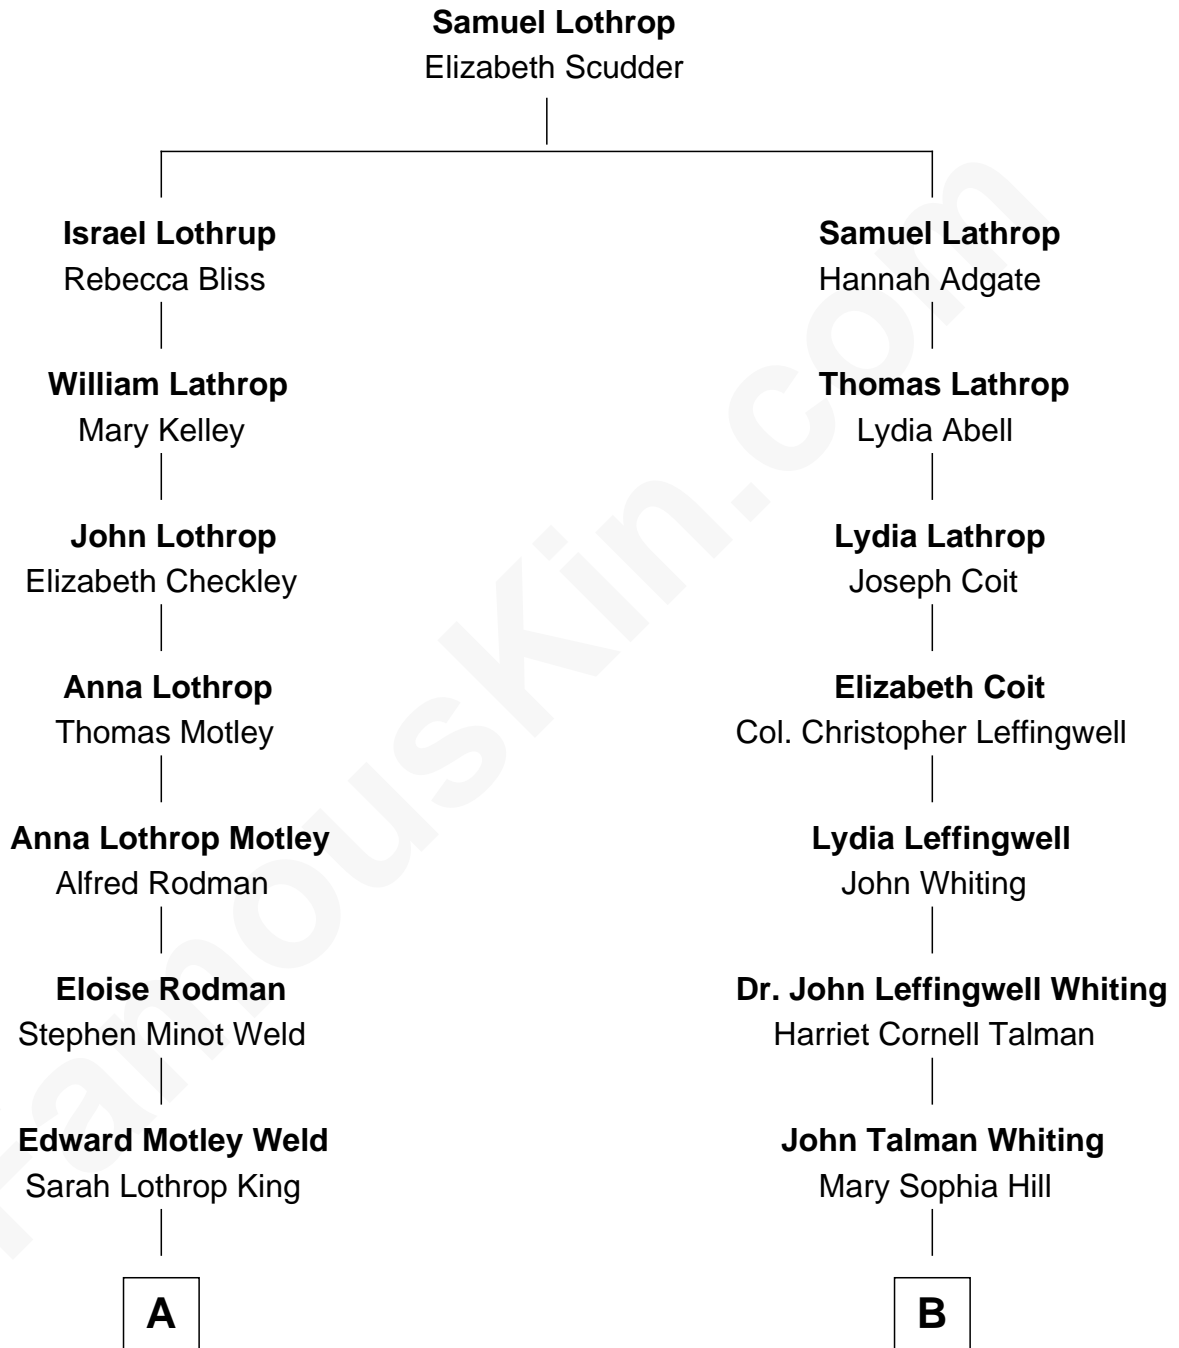 Samuel Lothrop
Elizabeth Scudder
Israel Lothrup
Rebecca Bliss
William Lathrop
Mary Kelley
John Lothrop
Elizabeth Checkley
Anna Lothrop
Thomas Motley
Anna Lothrop Motley
Alfred Rodman
Eloise Rodman
Stephen Minot Weld
Edward Motley Weld
Sarah Lothrop King
A
Samuel Lathrop
Hannah Adgate
Thomas Lathrop
Lydia Abell
Lydia Lathrop
Joseph Coit
Elizabeth Coit
Col. Christopher Leffingwell
Lydia Leffingwell
John Whiting
Dr. John Leffingwell Whiting
Harriet Cornell Talman
John Talman Whiting
Mary Sophia Hill
B
FamousKin.com